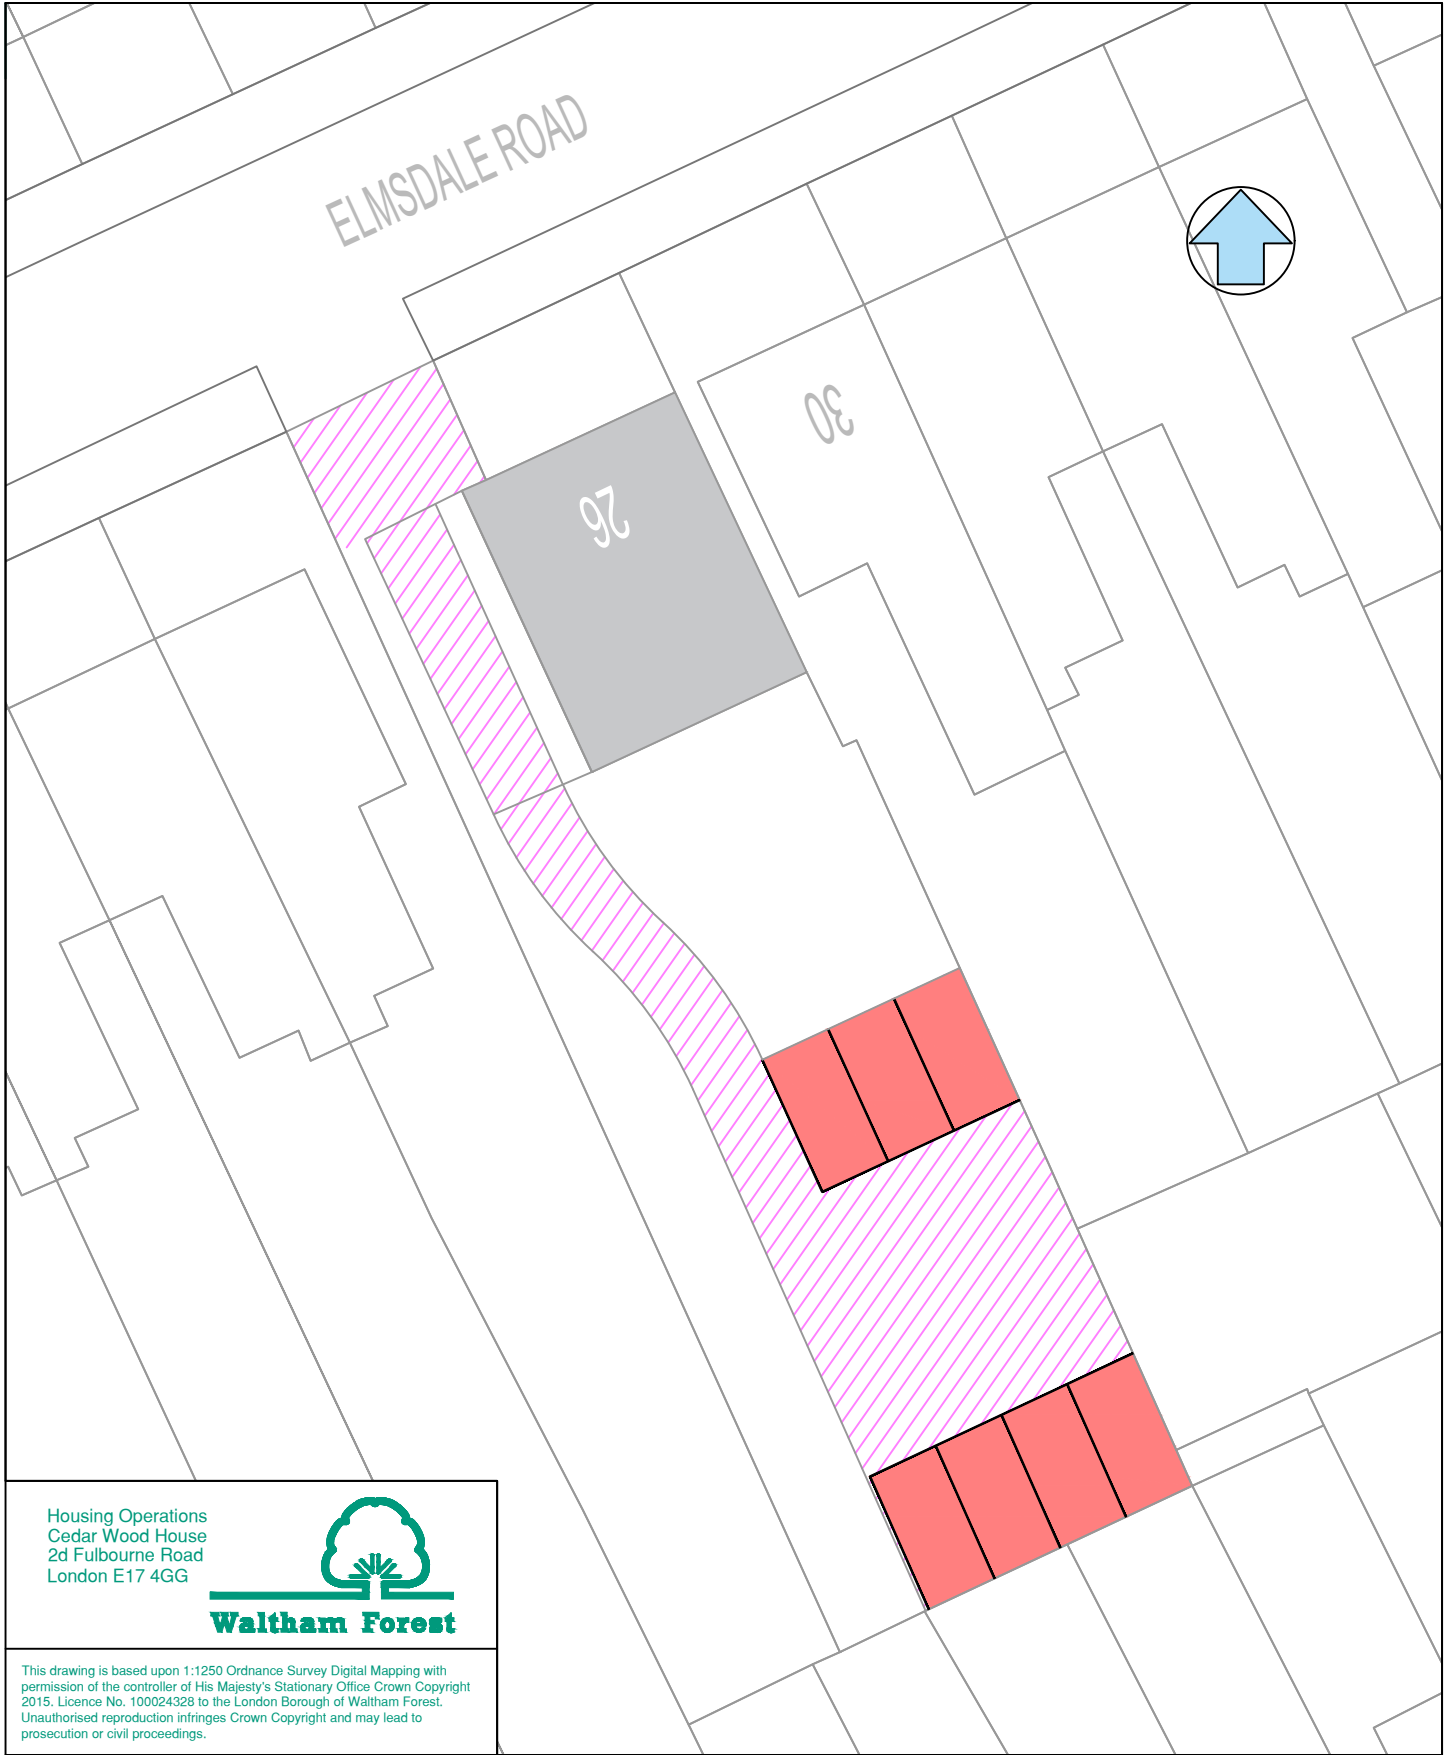 ELMSDALE ROAD
30
26
Housing Operations
Cedar Wood House
2d Fulbourne Road
London E17 4GG
Waltham Forest
This drawing is based upon 1:1250 Ordnance Survey Digital Mapping with
permission of the controller of His Majesty's Stationary Office Crown Copyright
2015. Licence No. 100024328 to the London Borough of Waltham Forest.
Unauthorised reproduction infringes Crown Copyright and may lead to
prosecution or civil proceedings.